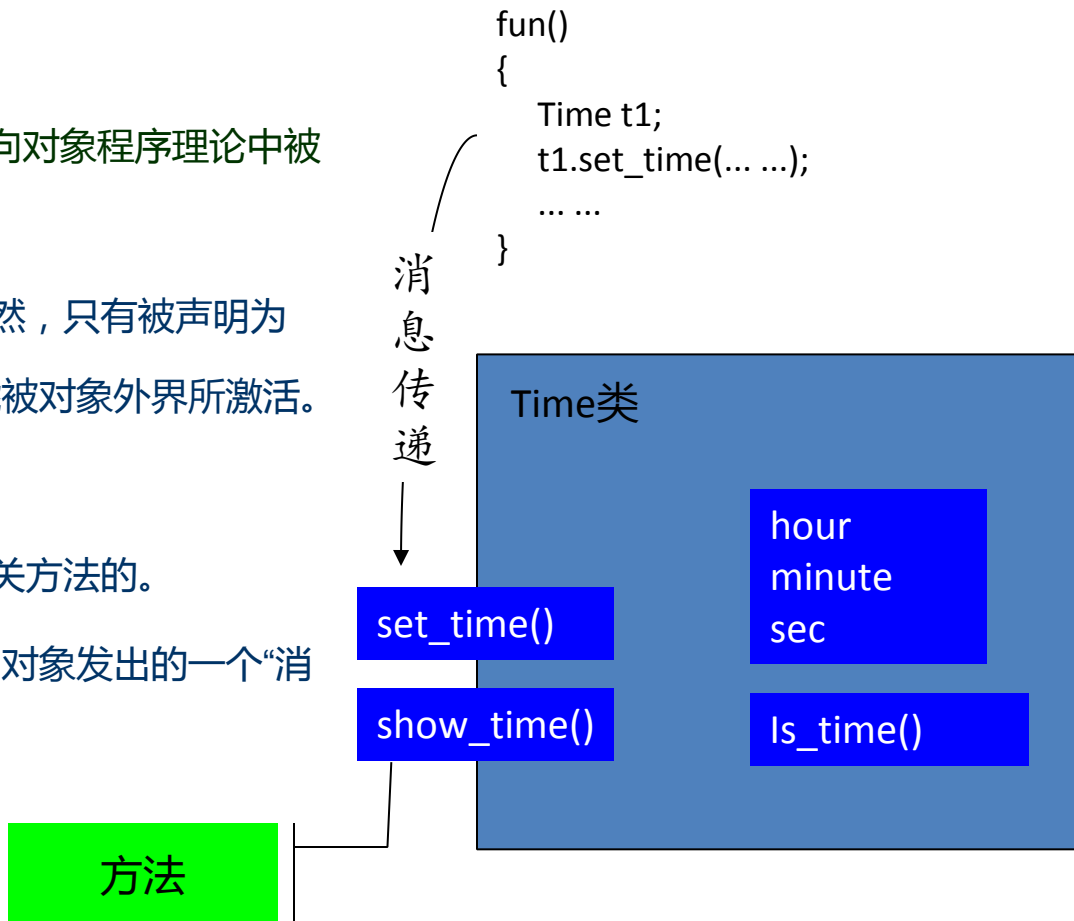 fun()
{
Time t1;
t1.set_time(... ...);
... ...
}
向对象程序理论中被
然，只有被声明为
被对象外界所激活。
关方法的。
对象发出的一个“消
消息传递
Time类
hour
minute
sec
set_time()
show_time()
Is_time()
方法